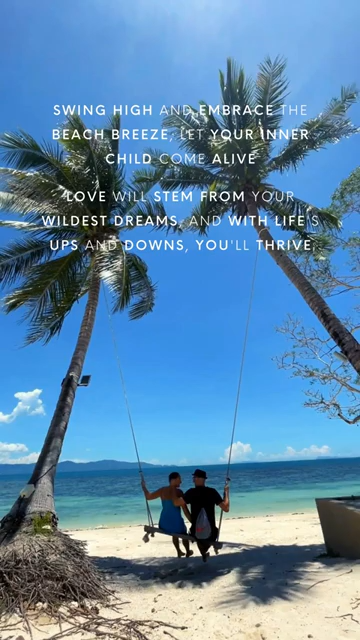 SWING HIGH AND EMBRACE THE
BEACH BREEZE, LET YOUR INNER
CHILD COME ALIVE
LOVE WILL STEM FROM YOUR
WILDEST DREAMS, AND WITH LIFE'S
UPS AND DOWNS, YOU'LL THRIVE.